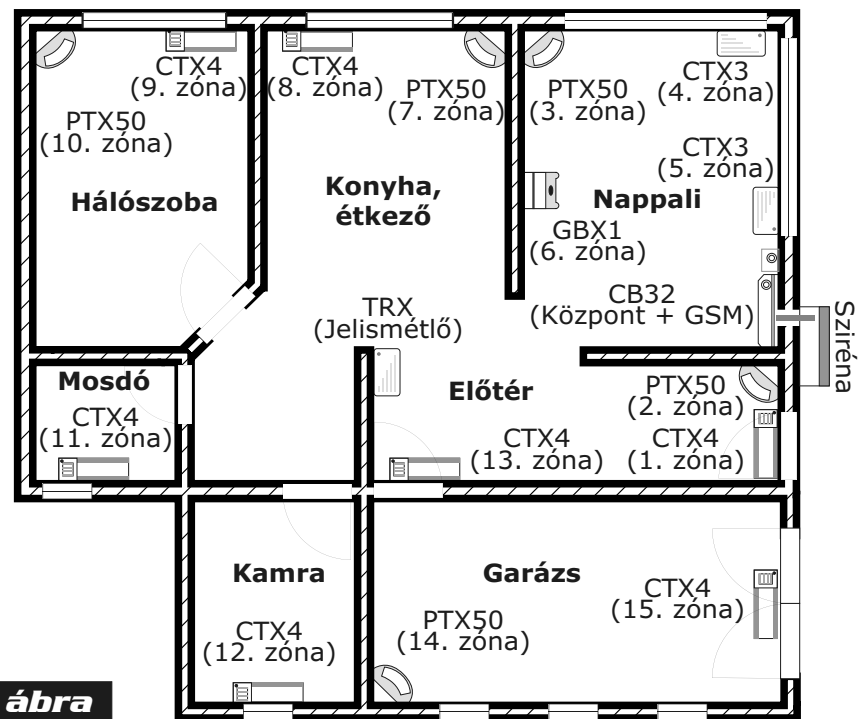 CTX4
(9. zóna)
PTX50
(10. zóna)
Hálószoba
CTX4
(8. zóna)
PTX50
(7. zóna)
Konyha,
étkező
PTX50
(3. zóna)
CTX3
(4. zóna)
CTX3
(5. zóna)
Nappali
GBX1
(6. zóna)
CB32
(Központ + GSM)
Sziréna
TRX
(Jelismétlő)
Mosdó
CTX4
(11. zóna)
Előtér
PTX50
(2. zóna)
CTX4
(13. zóna)
CTX4
(1. zóna)
Kamra
CTX4
(12. zóna)
Garázs
PTX50
(14. zóna)
CTX4
(15. zóna)
ábra